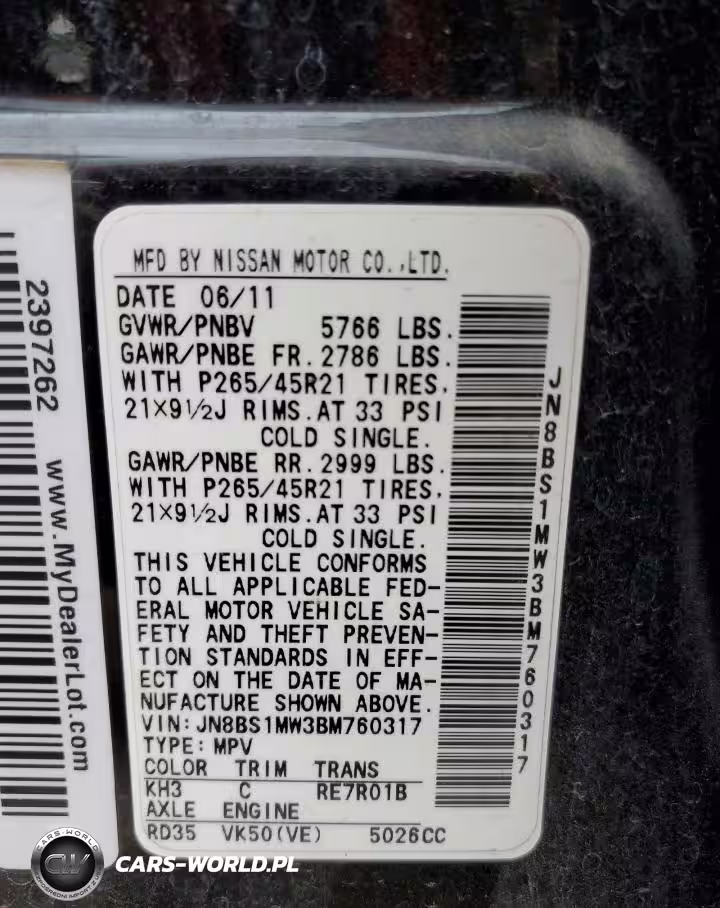 MFD BY NISSAN MOTOR CO.,LTD.
DATE 06/11
GVWR/PNBV 5766 LBS.
GAWR/PNBE FR. 2786 LBS.
WITH P265/45R21 TIRES.
21×9½J RIMS. AT 33 PSI
COLD SINGLE.
GAWR/PNBE RR. 2999 LBS.
WITH P265/45R21 TIRES.
21×9½J RIMS. AT 33 PSI
COLD SINGLE.
THIS VEHICLE CONFORMS
TO ALL APPLICABLE FED-
ERAL MOTOR VEHICLE SA-
FETY AND THEFT PREVEN-
TION STANDARDS IN EFF-
ECT ON THE DATE OF MA-
NUFACTURE SHOWN ABOVE.
VIN: JN8BS1MW3BM760317
TYPE: MPV
COLOR TRIM TRANS
KH3 C RE7R01B
AXLE ENGINE
RD35 VK50(VE) 5026CC
JN8BS1MW3BM760317
2397262
www.MyDealerLot.com
CARS-WORLD
CW
CARS-WORLD.PL